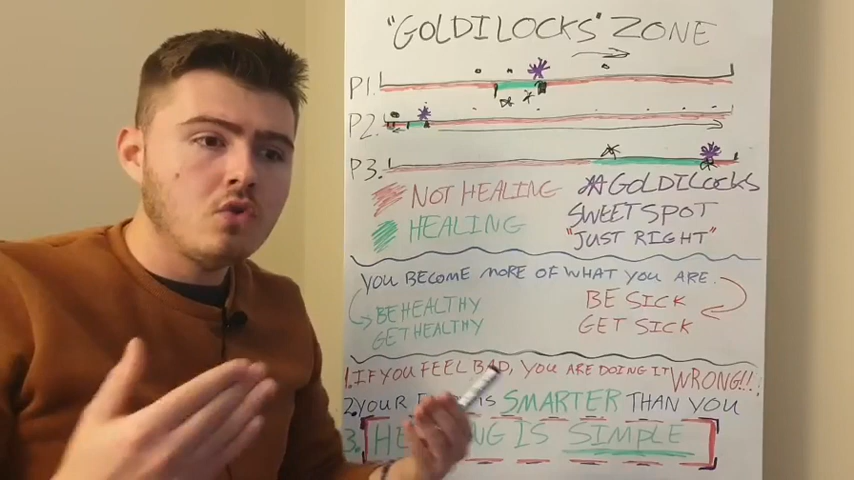 "GOLDILOCKS" ZONE
P1.
P2.
P3.
NOT HEALING
HEALING
*GOLDILOCKS
SWEETSPOT
"JUST RIGHT"
YOU BECOME MORE OF WHAT YOU ARE.
BE HEALTHY
GET HEALTHY
BE SICK
GET SICK
1. IF YOU FEEL BAD, YOU ARE DOING IT WRONG!!!
2. YOUR IS SMARTER THAN YOU
3. HEALING IS SIMPLE